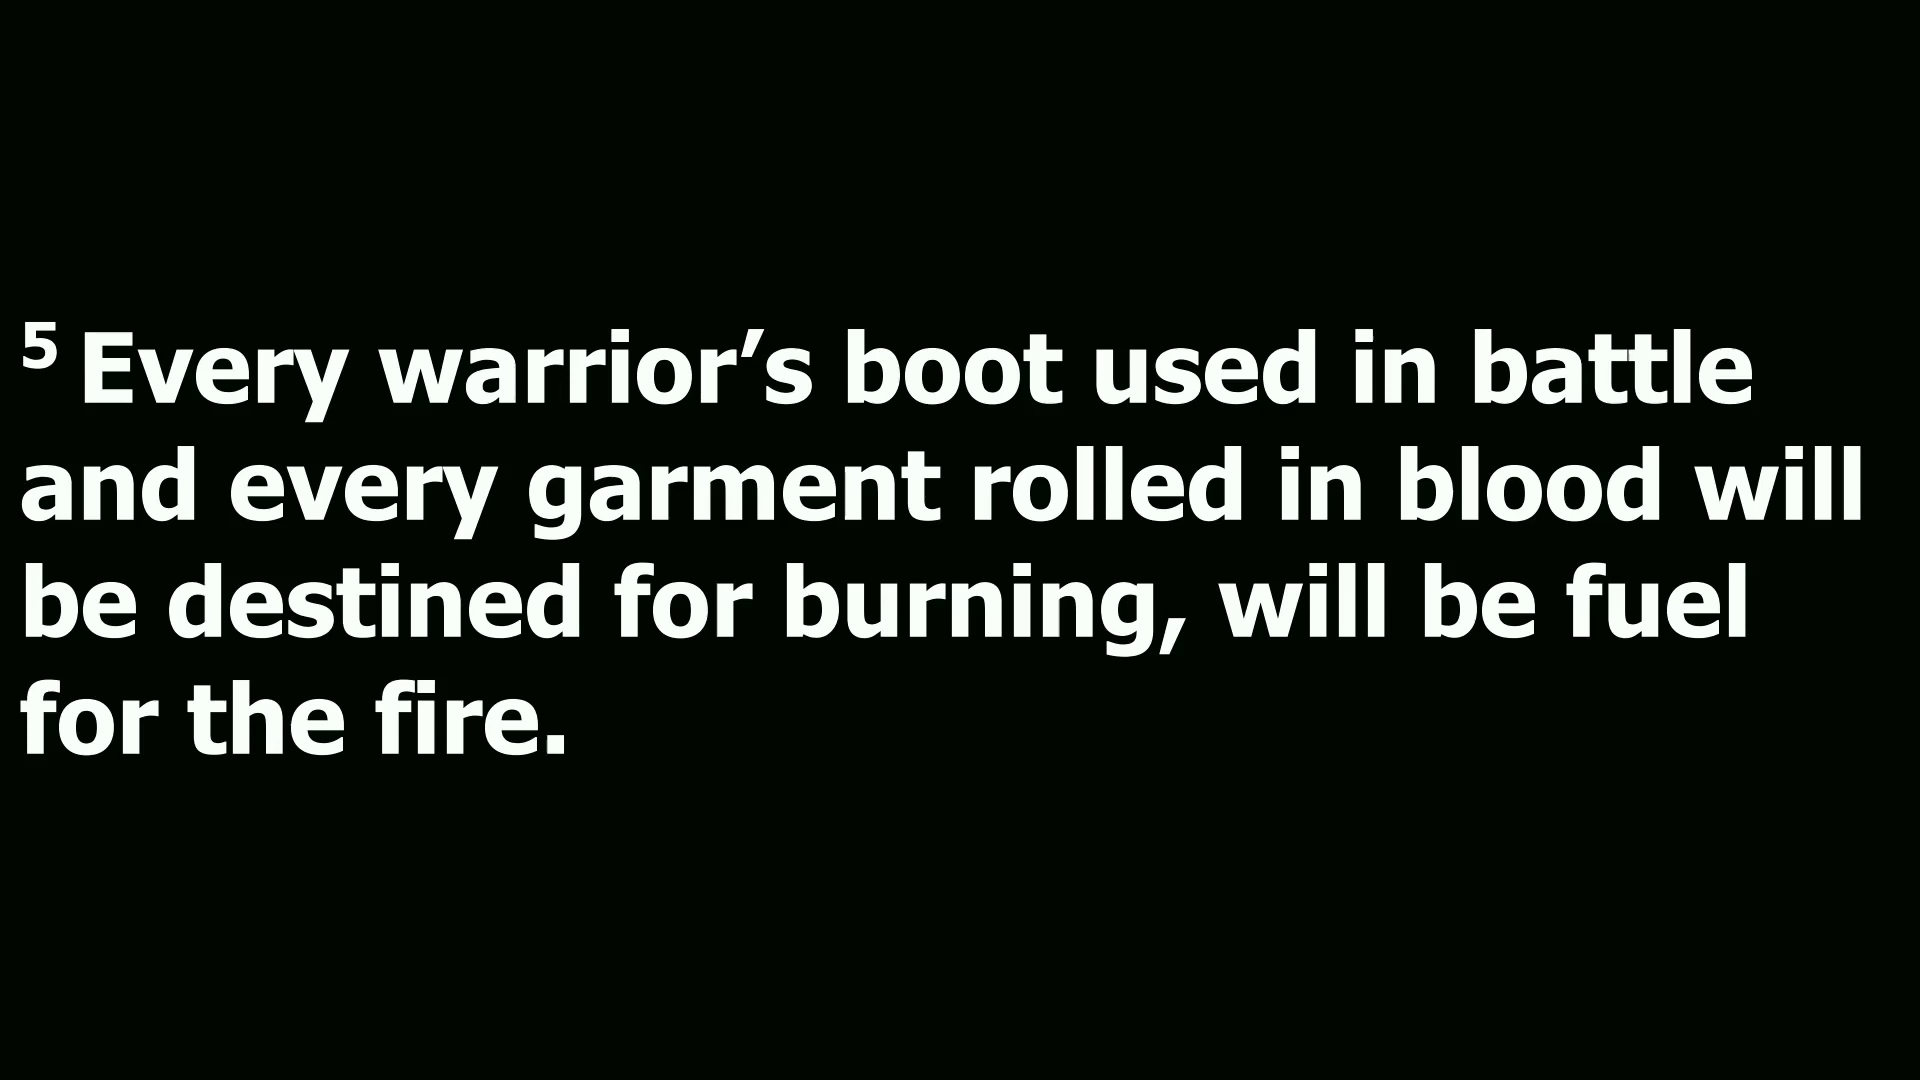 5 Every warrior’s boot used in battle
and every garment rolled in blood will
be destined for burning, will be fuel
for the fire.